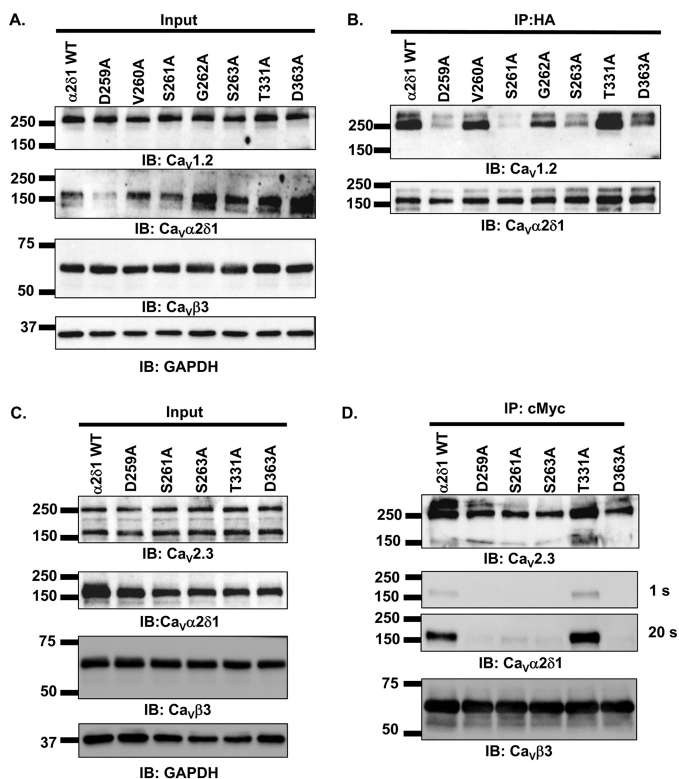 A.
Input
α2δ1 WT
D259A
V260A
S261A
G262A
S263A
T331A
D363A
250
150
IB: CaV1.2
250
150
IB: CaVα2δ1
75
50
IB: CaVβ3
37
IB: GAPDH
B.
IP:HA
α2δ1 WT
D259A
V260A
S261A
G262A
S263A
T331A
D363A
250
150
IB: CaV1.2
250
150
IB: CaVα2δ1
C.
Input
α2δ1 WT
D259A
S261A
S263A
T331A
D363A
250
150
IB: CaV2.3
250
150
IB:CaVα2δ1
75
50
IB: CaVβ3
37
IB: GAPDH
D.
IP: cMyc
α2δ1 WT
D259A
S261A
S263A
T331A
D363A
250
150
IB: CaV2.3
250
150
1 s
250
150
20 s
IB: CaVα2δ1
75
50
IB: CaVβ3